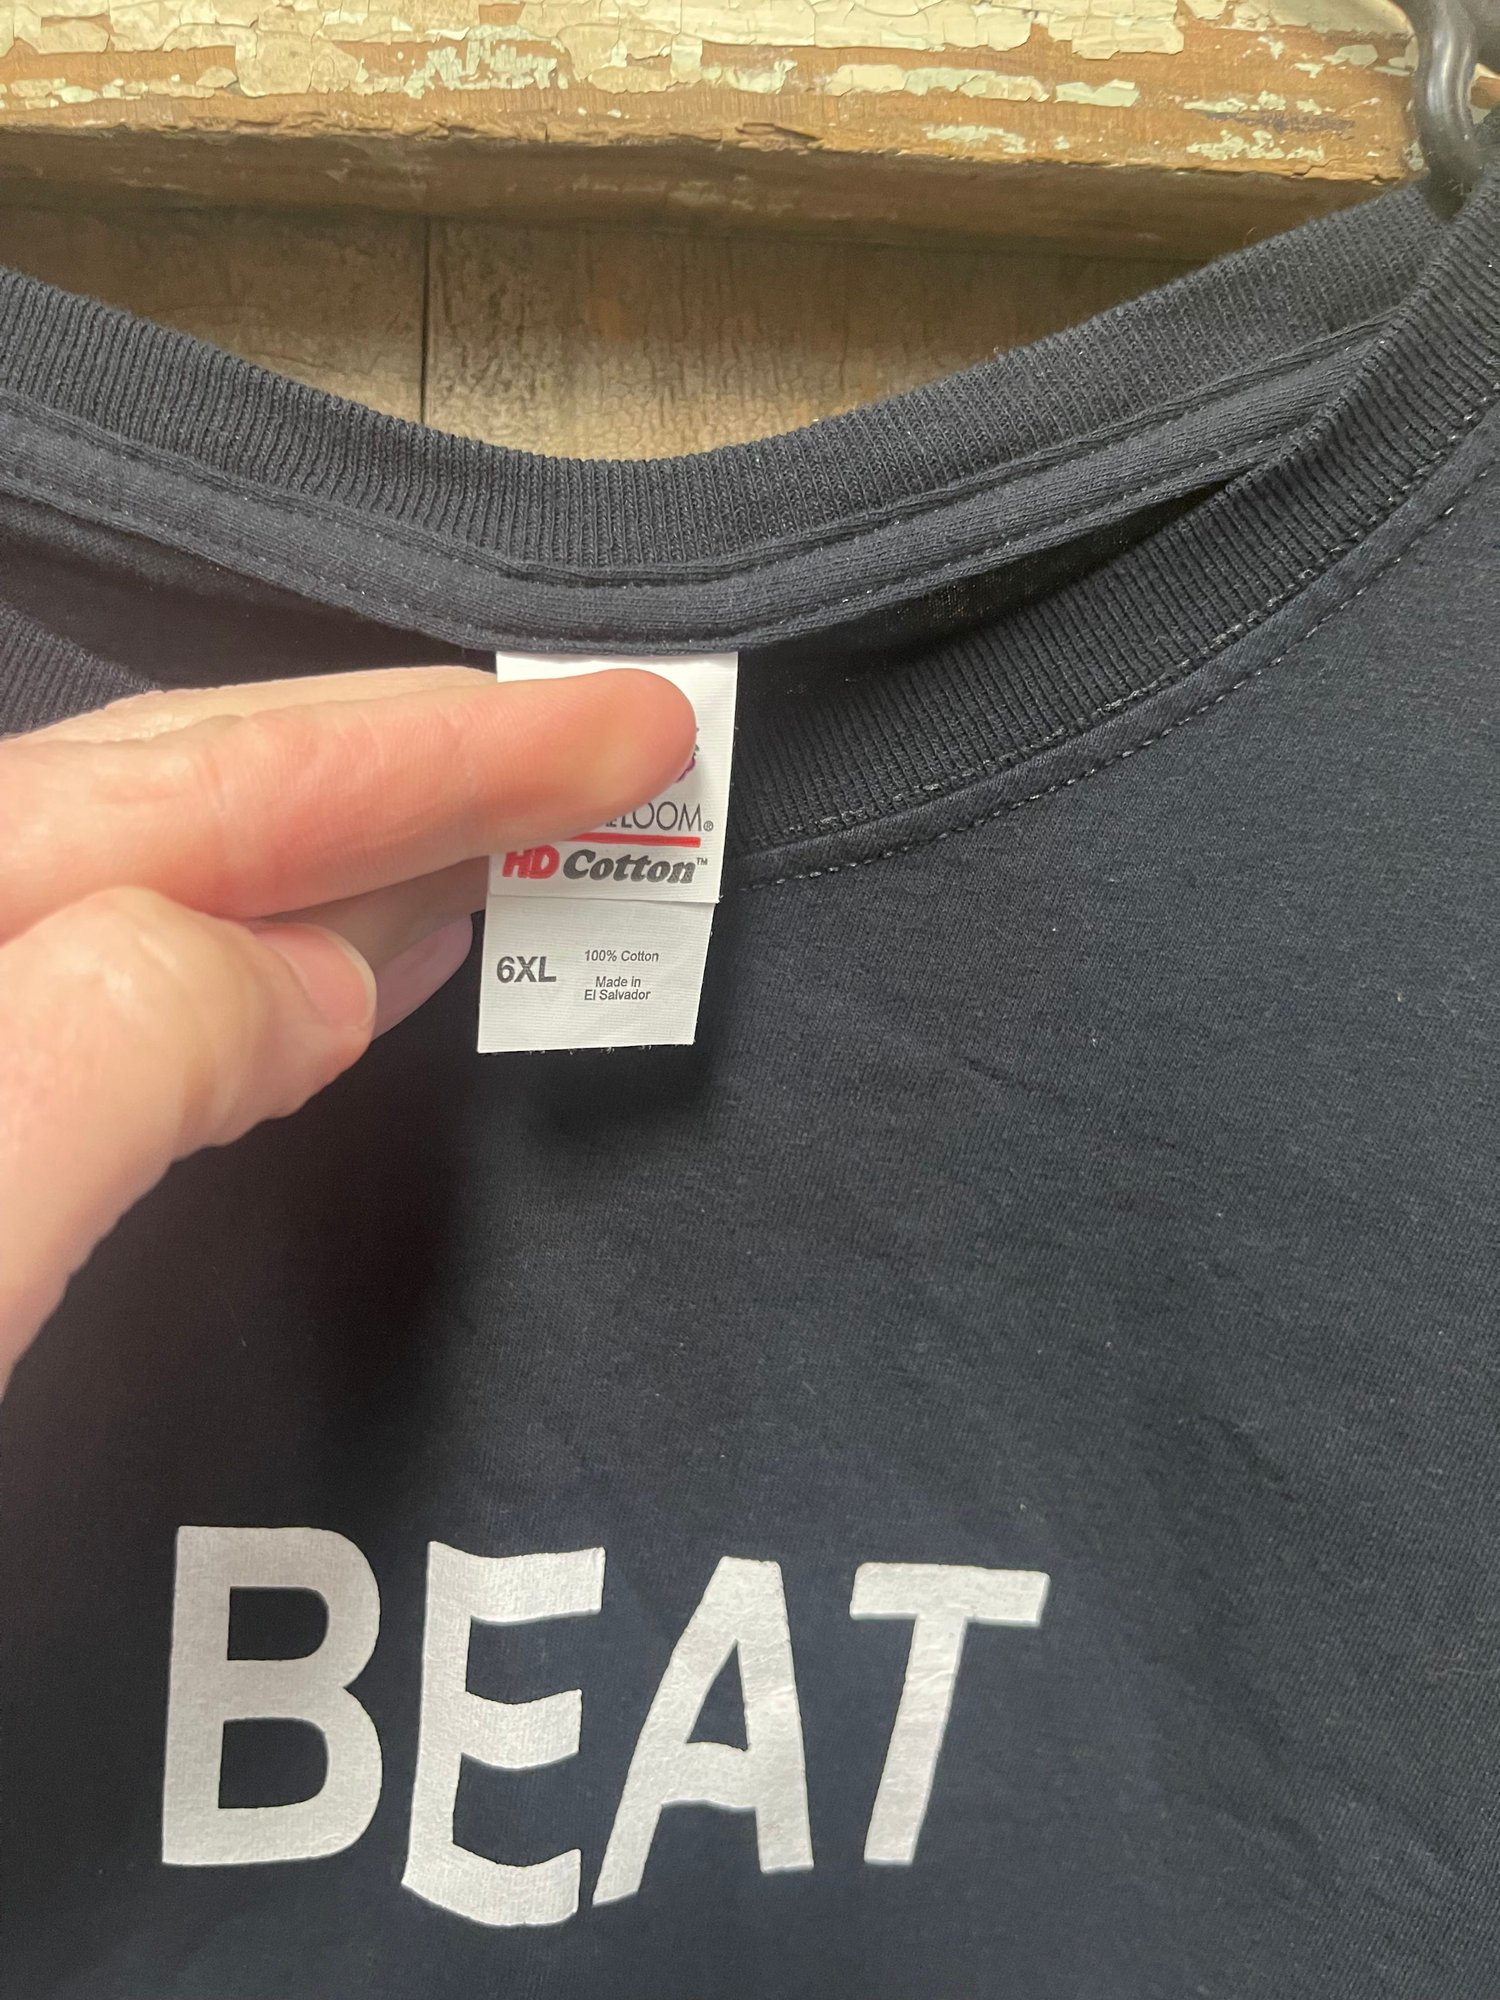 LOOM®
HD Cotton™
6XL
100% Cotton
Made in
El Salvador
BEAT